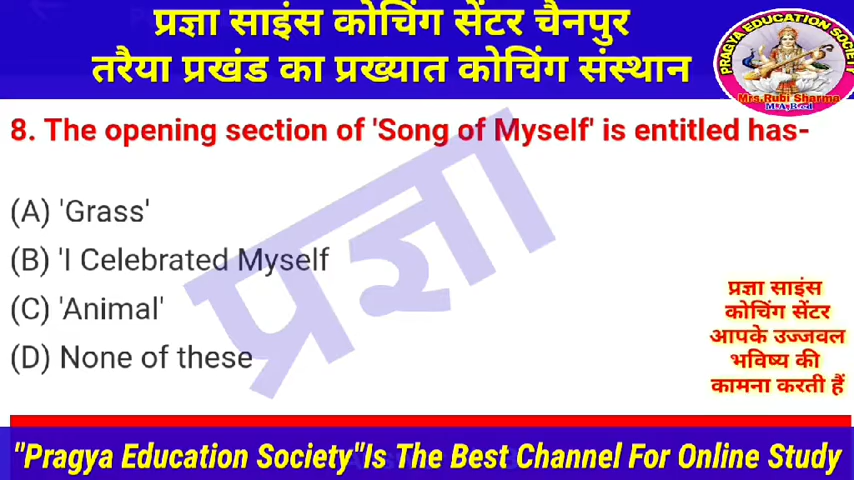 प्रज्ञा साइंस कोचिंग सेंटर चैनपुर
तरैया प्रखंड का प्रख्यात कोचिंग संस्थान
PRAGYA EDUCATION SOCIETY
Mrs.Rubi Sharma
M.A,B.ed
8. The opening section of 'Song of Myself' is entitled has-
(A) 'Grass'
(B) 'I Celebrated Myself
(C) 'Animal'
(D) None of these
प्रज्ञा
प्रज्ञा साइंस
कोचिंग सेंटर
आपके उज्जवल
भविष्य की
कामना करती हैं
"Pragya Education Society"Is The Best Channel For Online Study